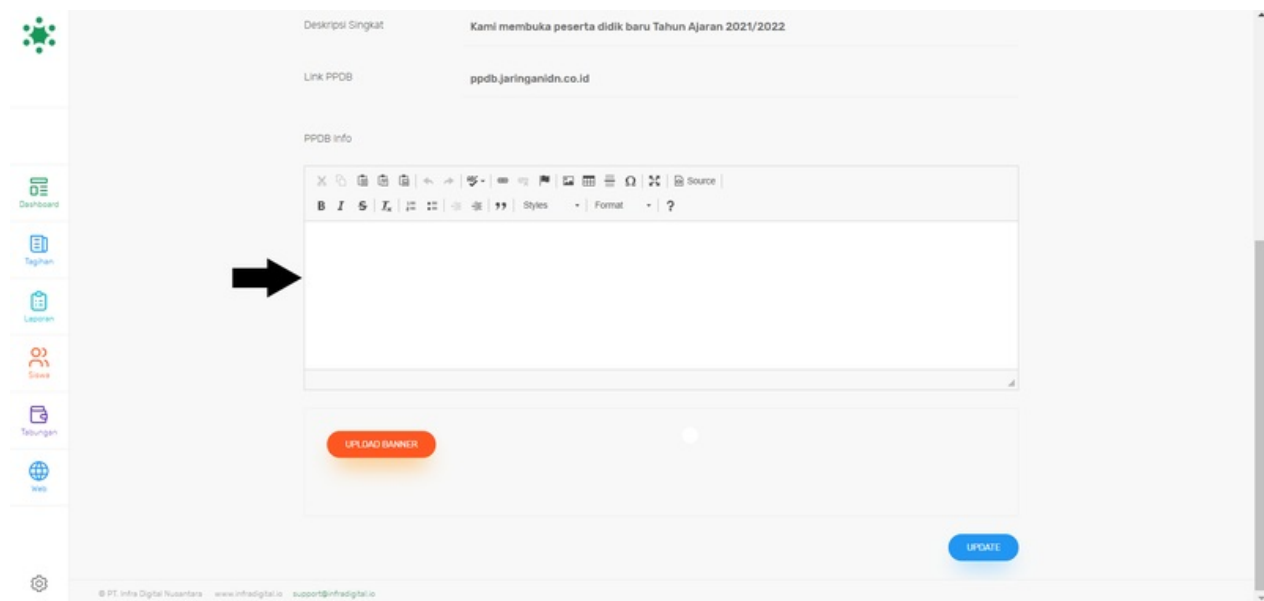 Deskripsi Singkat Kami membuka peserta didik baru Tahun Ajaran 2021/2022
Link PPDB ppdb.jaringanidn.co.id
PPDB Info
Source
B I S Ix Styles Format ?
Dashboard
Tagihan
Laporan
Siswa
Tabungan
Web
UPLOAD BANNER
UPDATE
© PT. Infra Digital Nusantara www.infradigital.io support@infradigital.io